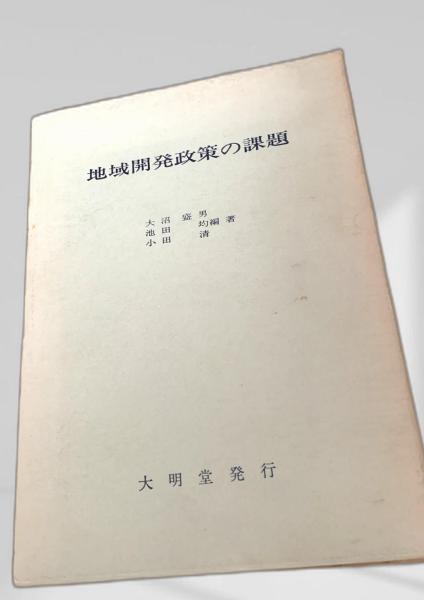 地域開発政策の課題
大沼盛男
池田均編著
小田清
大明堂発行